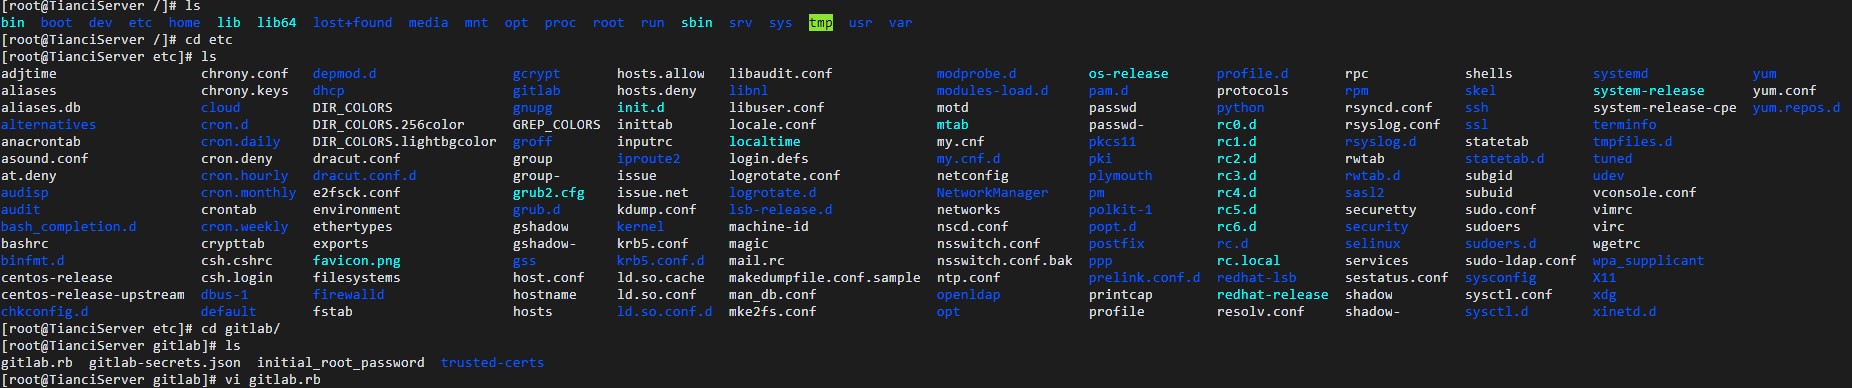 [root@TianciServer /]# ls
bin  boot  dev  etc  home  lib  lib64  lost+found  media  mnt  opt  proc  root  run  sbin  srv  sys  tmp  usr  var
[root@TianciServer /]# cd etc
[root@TianciServer etc]# ls
adjtime chrony.conf depmod.d gcrypt hosts.allow libaudit.conf modprobe.d os-release profile.d rpc shells systemd yum
aliases chrony.keys dhcp gitlab hosts.deny libnl modules-load.d pam.d protocols rpm skel system-release yum.conf
aliases.db cloud DIR_COLORS gnupg init.d libuser.conf motd passwd python rsyncd.conf ssh system-release-cpe yum.repos.d
alternatives cron.d DIR_COLORS.256color GREP_COLORS inittab locale.conf mtab passwd- rc0.d rsyslog.conf ssl terminfo
anacrontab cron.daily DIR_COLORS.lightbgcolor groff inputrc localtime my.cnf pkcs11 rc1.d rsyslog.d statetab tmpfiles.d
asound.conf cron.deny dracut.conf group iproute2 login.defs my.cnf.d pki rc2.d rwtab statetab.d tuned
at.deny cron.hourly dracut.conf.d group- issue logrotate.conf netconfig plymouth rc3.d rwtab.d subgid udev
audisp cron.monthly e2fsck.conf grub2.cfg issue.net logrotate.d NetworkManager pm rc4.d sasl2 subuid vconsole.conf
audit crontab environment grub.d kdump.conf lsb-release.d networks polkit-1 rc5.d securetty sudo.conf vimrc
bash_completion.d cron.weekly ethertypes gshadow kernel machine-id nscd.conf popt.d rc6.d security sudoers virc
bashrc crypttab exports gshadow- krb5.conf magic nsswitch.conf postfix rc.d selinux sudoers.d wgetrc
binfmt.d csh.cshrc favicon.png gss krb5.conf.d mail.rc nsswitch.conf.bak ppp rc.local services sudo-ldap.conf wpa_supplicant
centos-release csh.login filesystems host.conf ld.so.cache makedumpfile.conf.sample ntp.conf prelink.conf.d redhat-lsb sestatus.conf sysconfig X11
centos-release-upstream dbus-1 firewalld hostname ld.so.conf man_db.conf openldap printcap redhat-release shadow sysctl.conf xdg
chkconfig.d default fstab hosts ld.so.conf.d mke2fs.conf opt profile resolv.conf shadow- sysctl.d xinetd.d
[root@TianciServer etc]# cd gitlab/
[root@TianciServer gitlab]# ls
gitlab.rb  gitlab-secrets.json  initial_root_password  trusted-certs
[root@TianciServer gitlab]# vi gitlab.rb